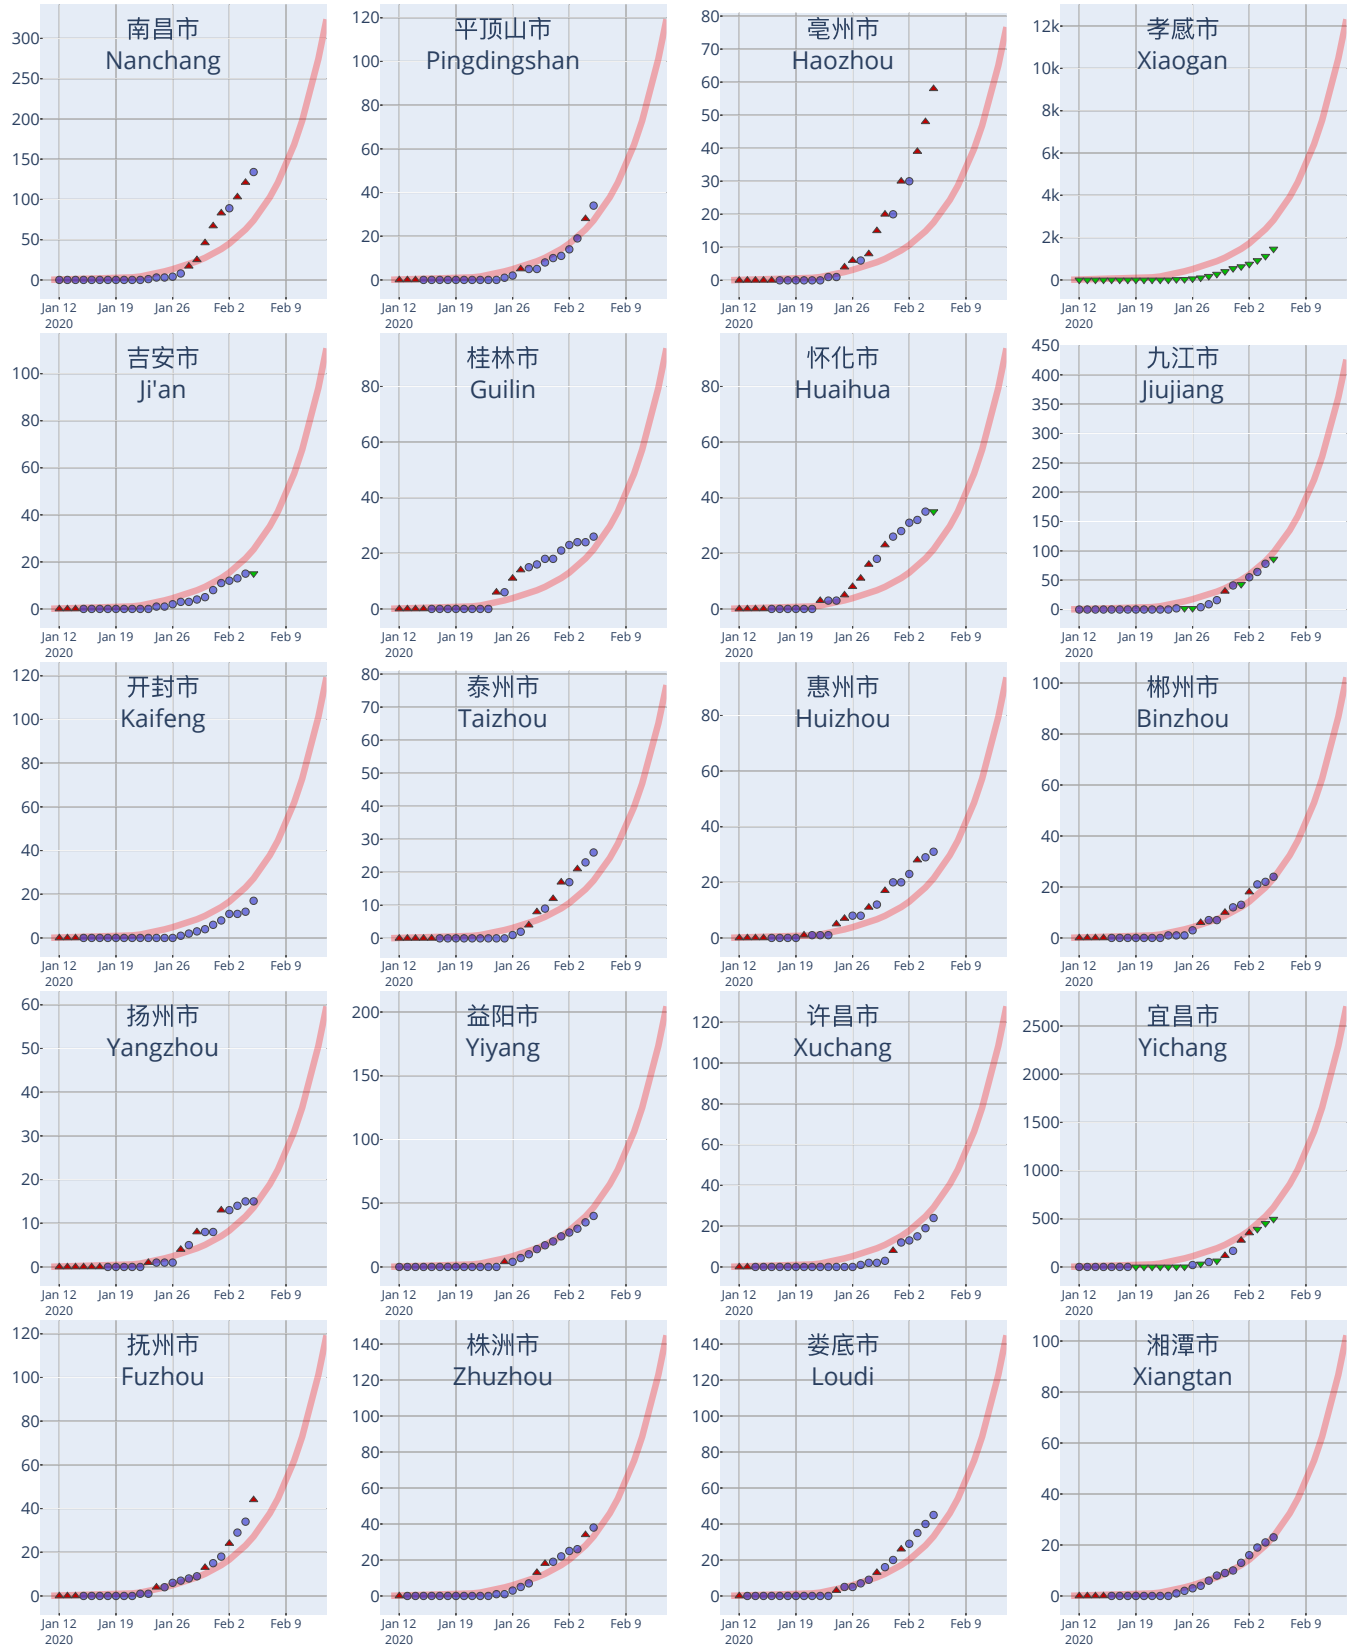 南昌市
Nanchang
300
250
200
150
100
50
0
Jan 12
2020
Jan 19
Jan 26
Feb 2
Feb 9
平顶山市
Pingdingshan
120
100
80
60
40
20
0
Jan 12
2020
Jan 19
Jan 26
Feb 2
Feb 9
亳州市
Haozhou
80
70
60
50
40
30
20
10
0
Jan 12
2020
Jan 19
Jan 26
Feb 2
Feb 9
孝感市
Xiaogan
12k
10k
8k
6k
4k
2k
0
Jan 12
2020
Jan 19
Jan 26
Feb 2
Feb 9
吉安市
Ji'an
100
80
60
40
20
0
Jan 12
2020
Jan 19
Jan 26
Feb 2
Feb 9
桂林市
Guilin
80
60
40
20
0
Jan 12
2020
Jan 19
Jan 26
Feb 2
Feb 9
怀化市
Huaihua
80
60
40
20
0
Jan 12
2020
Jan 19
Jan 26
Feb 2
Feb 9
九江市
Jiujiang
450
400
350
300
250
200
150
100
50
0
Jan 12
2020
Jan 19
Jan 26
Feb 2
Feb 9
开封市
Kaifeng
120
100
80
60
40
20
0
Jan 12
2020
Jan 19
Jan 26
Feb 2
Feb 9
泰州市
Taizhou
80
70
60
50
40
30
20
10
0
Jan 12
2020
Jan 19
Jan 26
Feb 2
Feb 9
惠州市
Huizhou
80
60
40
20
0
Jan 12
2020
Jan 19
Jan 26
Feb 2
Feb 9
郴州市
Binzhou
100
80
60
40
20
0
Jan 12
2020
Jan 19
Jan 26
Feb 2
Feb 9
扬州市
Yangzhou
60
50
40
30
20
10
0
Jan 12
2020
Jan 19
Jan 26
Feb 2
Feb 9
益阳市
Yiyang
200
150
100
50
0
Jan 12
2020
Jan 19
Jan 26
Feb 2
Feb 9
许昌市
Xuchang
120
100
80
60
40
20
0
Jan 12
2020
Jan 19
Jan 26
Feb 2
Feb 9
宜昌市
Yichang
2500
2000
1500
1000
500
0
Jan 12
2020
Jan 19
Jan 26
Feb 2
Feb 9
抚州市
Fuzhou
120
100
80
60
40
20
0
Jan 12
2020
Jan 19
Jan 26
Feb 2
Feb 9
株洲市
Zhuzhou
140
120
100
80
60
40
20
0
Jan 12
2020
Jan 19
Jan 26
Feb 2
Feb 9
娄底市
Loudi
140
120
100
80
60
40
20
0
Jan 12
2020
Jan 19
Jan 26
Feb 2
Feb 9
湘潭市
Xiangtan
100
80
60
40
20
0
Jan 12
2020
Jan 19
Jan 26
Feb 2
Feb 9